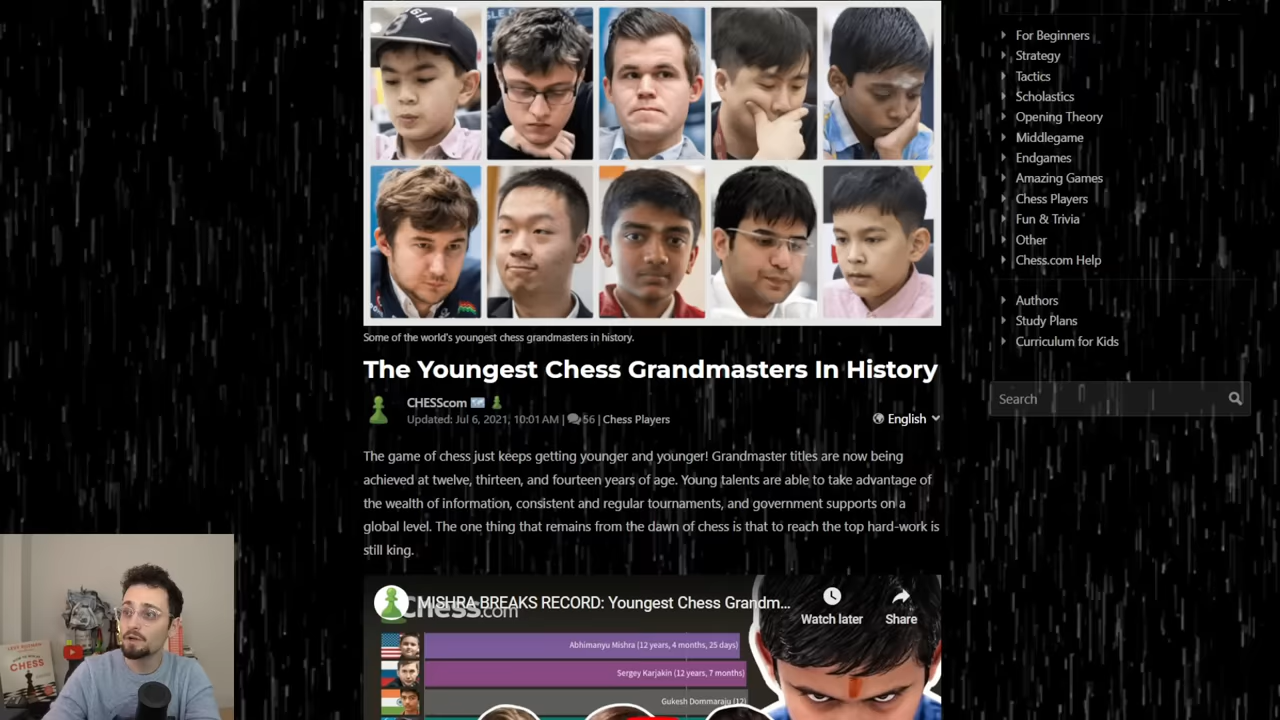 For Beginners
Strategy
Tactics
Scholastics
Opening Theory
Middlegame
Endgames
Amazing Games
Chess Players
Fun & Trivia
Other
Chess.com Help
Authors
Study Plans
Curriculum for Kids
Search
Some of the world's youngest chess grandmasters in history.
The Youngest Chess Grandmasters In History
CHESScom
Updated: Jul 6, 2021, 10:01 AM | 56 | Chess Players
English
The game of chess just keeps getting younger and younger! Grandmaster titles are now being
achieved at twelve, thirteen, and fourteen years of age. Young talents are able to take advantage of
the wealth of information, consistent and regular tournaments, and government supports on a
global level. The one thing that remains from the dawn of chess is that to reach the top hard-work is
still king.
MISHRA BREAKS RECORD: Youngest Chess Grandm...
Chess.com
Watch later
Share
Abhimanyu Mishra (12 years, 4 months, 25 days)
Sergey Karjakin (12 years, 7 months)
Gukesh Dommaraju (12)
CHESS